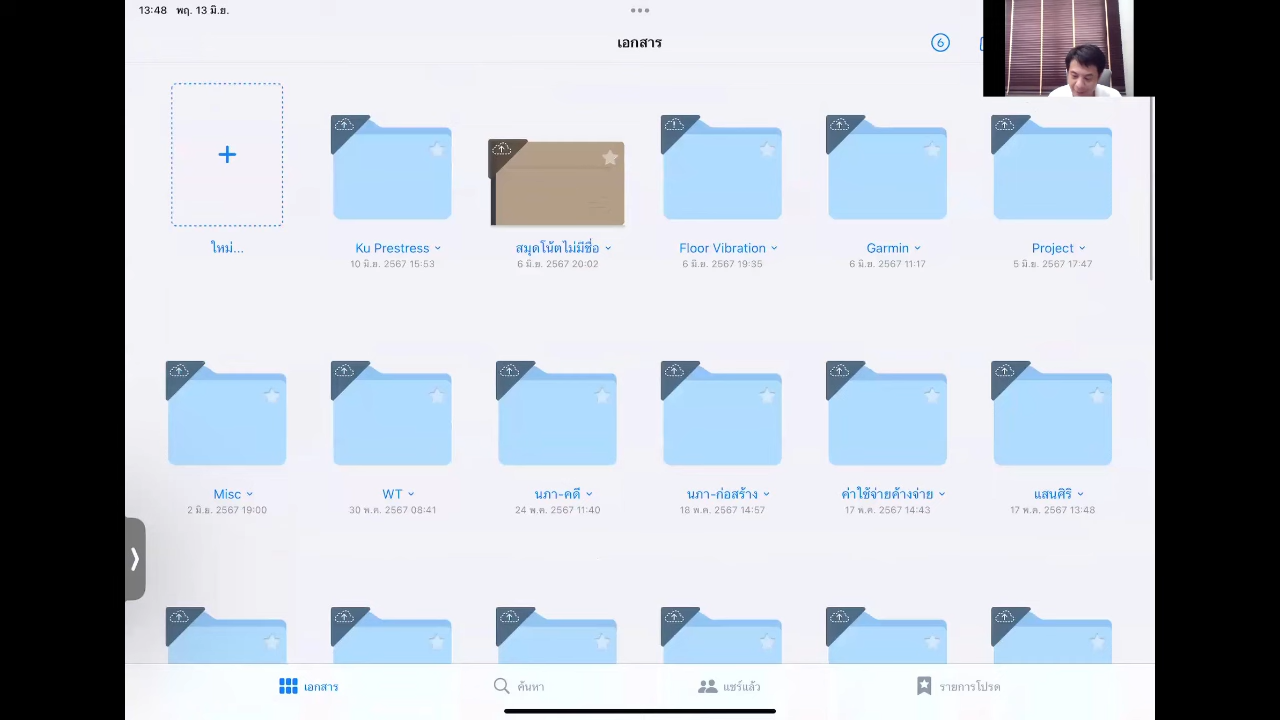 13:48 พฤ. 13 มิ.ย.
เอกสาร
6
ใหม่...
Ku Prestress
10 มิ.ย. 2567 15:53
สมุดโน้ตไม่มีชื่อ
6 มิ.ย. 2567 20:02
Floor Vibration
6 มิ.ย. 2567 19:35
Garmin
6 มิ.ย. 2567 11:17
Project
5 มิ.ย. 2567 17:47
Misc
2 มิ.ย. 2567 19:00
WT
30 พ.ค. 2567 08:41
นภา-คดี
24 พ.ค. 2567 11:40
นภา-ก่อสร้าง
18 พ.ค. 2567 14:57
ค่าใช้จ่ายค้างจ่าย
17 พ.ค. 2567 14:43
แสนศิริ
17 พ.ค. 2567 13:48
เอกสาร
ค้นหา
แชร์แล้ว
รายการโปรด